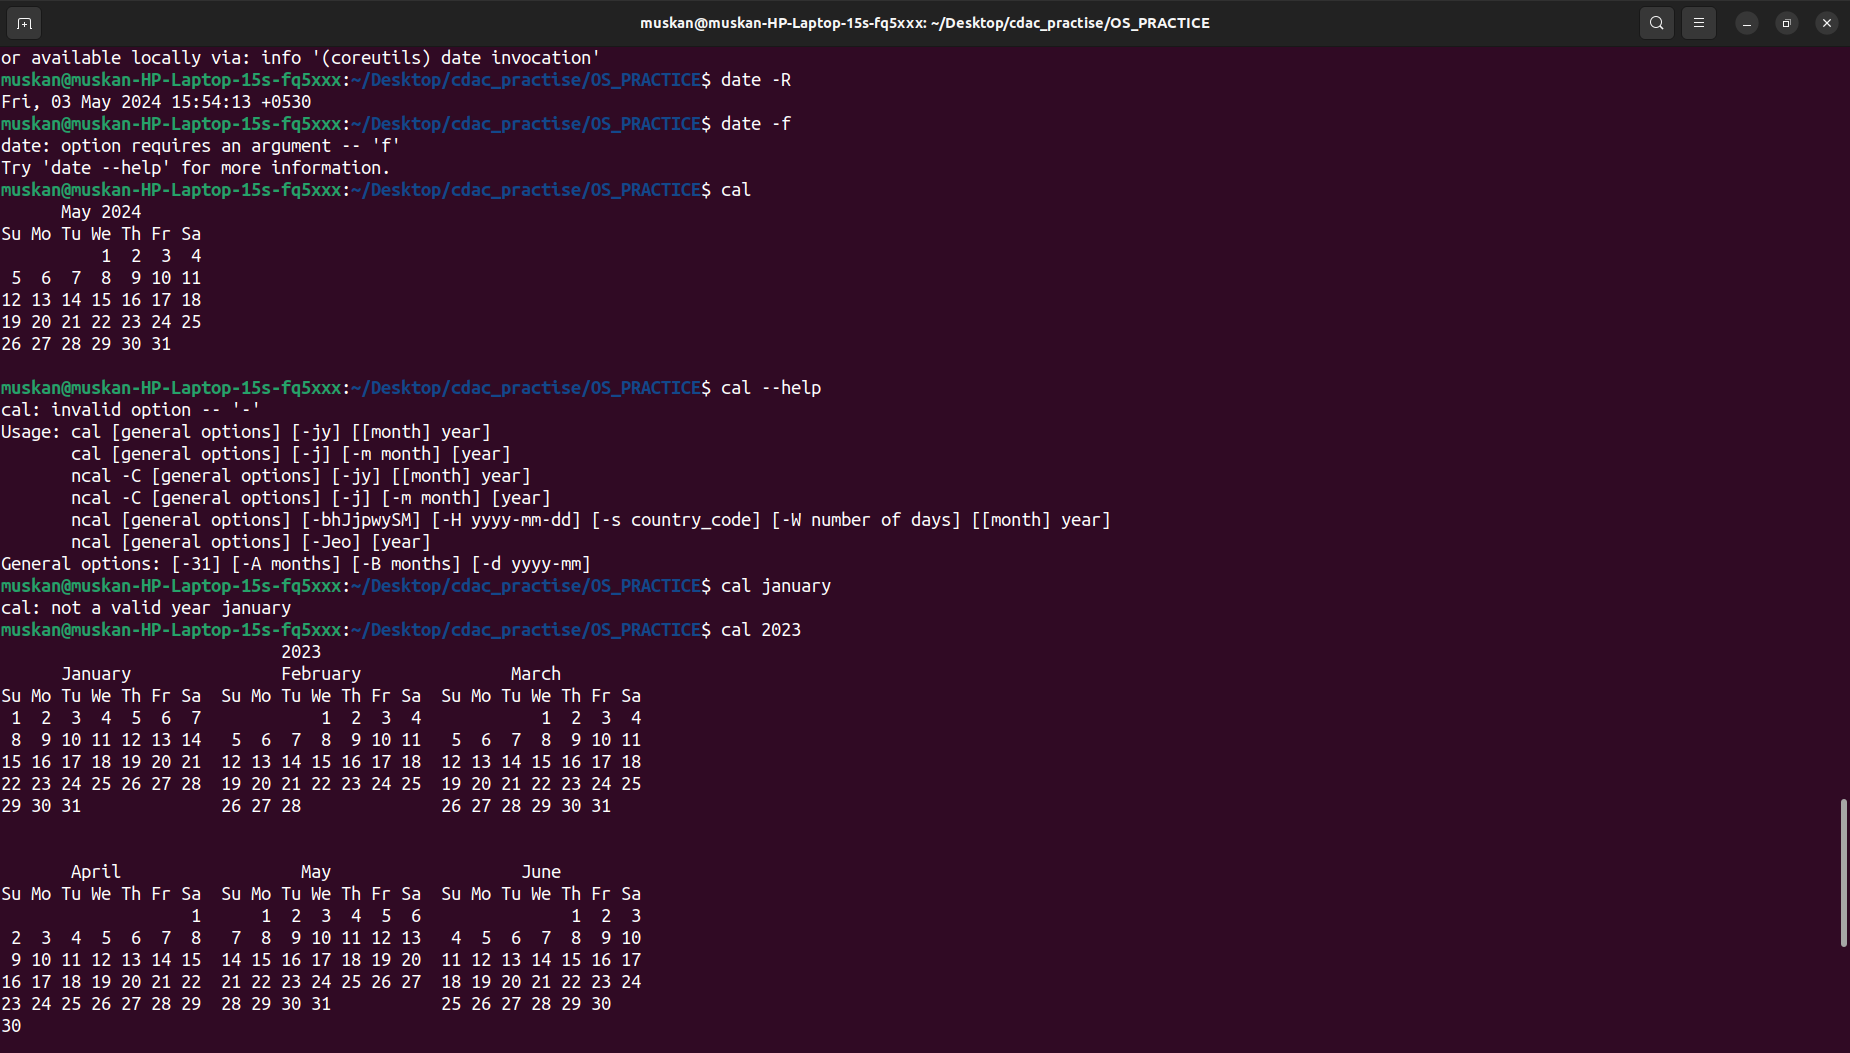 muskan@muskan-HP-Laptop-15s-fq5xxx: ~/Desktop/cdac_practise/OS_PRACTICE
or available locally via: info '(coreutils) date invocation'
muskan@muskan-HP-Laptop-15s-fq5xxx:~/Desktop/cdac_practise/OS_PRACTICE$ date -R
Fri, 03 May 2024 15:54:13 +0530
muskan@muskan-HP-Laptop-15s-fq5xxx:~/Desktop/cdac_practise/OS_PRACTICE$ date -f
date: option requires an argument -- 'f'
Try 'date --help' for more information.
muskan@muskan-HP-Laptop-15s-fq5xxx:~/Desktop/cdac_practise/OS_PRACTICE$ cal
      May 2024
Su Mo Tu We Th Fr Sa
          1  2  3  4
 5  6  7  8  9 10 11
12 13 14 15 16 17 18
19 20 21 22 23 24 25
26 27 28 29 30 31

muskan@muskan-HP-Laptop-15s-fq5xxx:~/Desktop/cdac_practise/OS_PRACTICE$ cal --help
cal: invalid option -- '-'
Usage: cal [general options] [-jy] [[month] year]
       cal [general options] [-j] [-m month] [year]
       ncal -C [general options] [-jy] [[month] year]
       ncal -C [general options] [-j] [-m month] [year]
       ncal [general options] [-bhJjpwySM] [-H yyyy-mm-dd] [-s country_code] [-W number of days] [[month] year]
       ncal [general options] [-Jeo] [year]
General options: [-31] [-A months] [-B months] [-d yyyy-mm]
muskan@muskan-HP-Laptop-15s-fq5xxx:~/Desktop/cdac_practise/OS_PRACTICE$ cal january
cal: not a valid year january
muskan@muskan-HP-Laptop-15s-fq5xxx:~/Desktop/cdac_practise/OS_PRACTICE$ cal 2023
                            2023
      January               February               March
Su Mo Tu We Th Fr Sa  Su Mo Tu We Th Fr Sa  Su Mo Tu We Th Fr Sa
 1  2  3  4  5  6  7            1  2  3  4            1  2  3  4
 8  9 10 11 12 13 14   5  6  7  8  9 10 11   5  6  7  8  9 10 11
15 16 17 18 19 20 21  12 13 14 15 16 17 18  12 13 14 15 16 17 18
22 23 24 25 26 27 28  19 20 21 22 23 24 25  19 20 21 22 23 24 25
29 30 31              26 27 28              26 27 28 29 30 31

       April                  May                   June
Su Mo Tu We Th Fr Sa  Su Mo Tu We Th Fr Sa  Su Mo Tu We Th Fr Sa
                   1      1  2  3  4  5  6               1  2  3
 2  3  4  5  6  7  8   7  8  9 10 11 12 13   4  5  6  7  8  9 10
 9 10 11 12 13 14 15  14 15 16 17 18 19 20  11 12 13 14 15 16 17
16 17 18 19 20 21 22  21 22 23 24 25 26 27  18 19 20 21 22 23 24
23 24 25 26 27 28 29  28 29 30 31           25 26 27 28 29 30
30